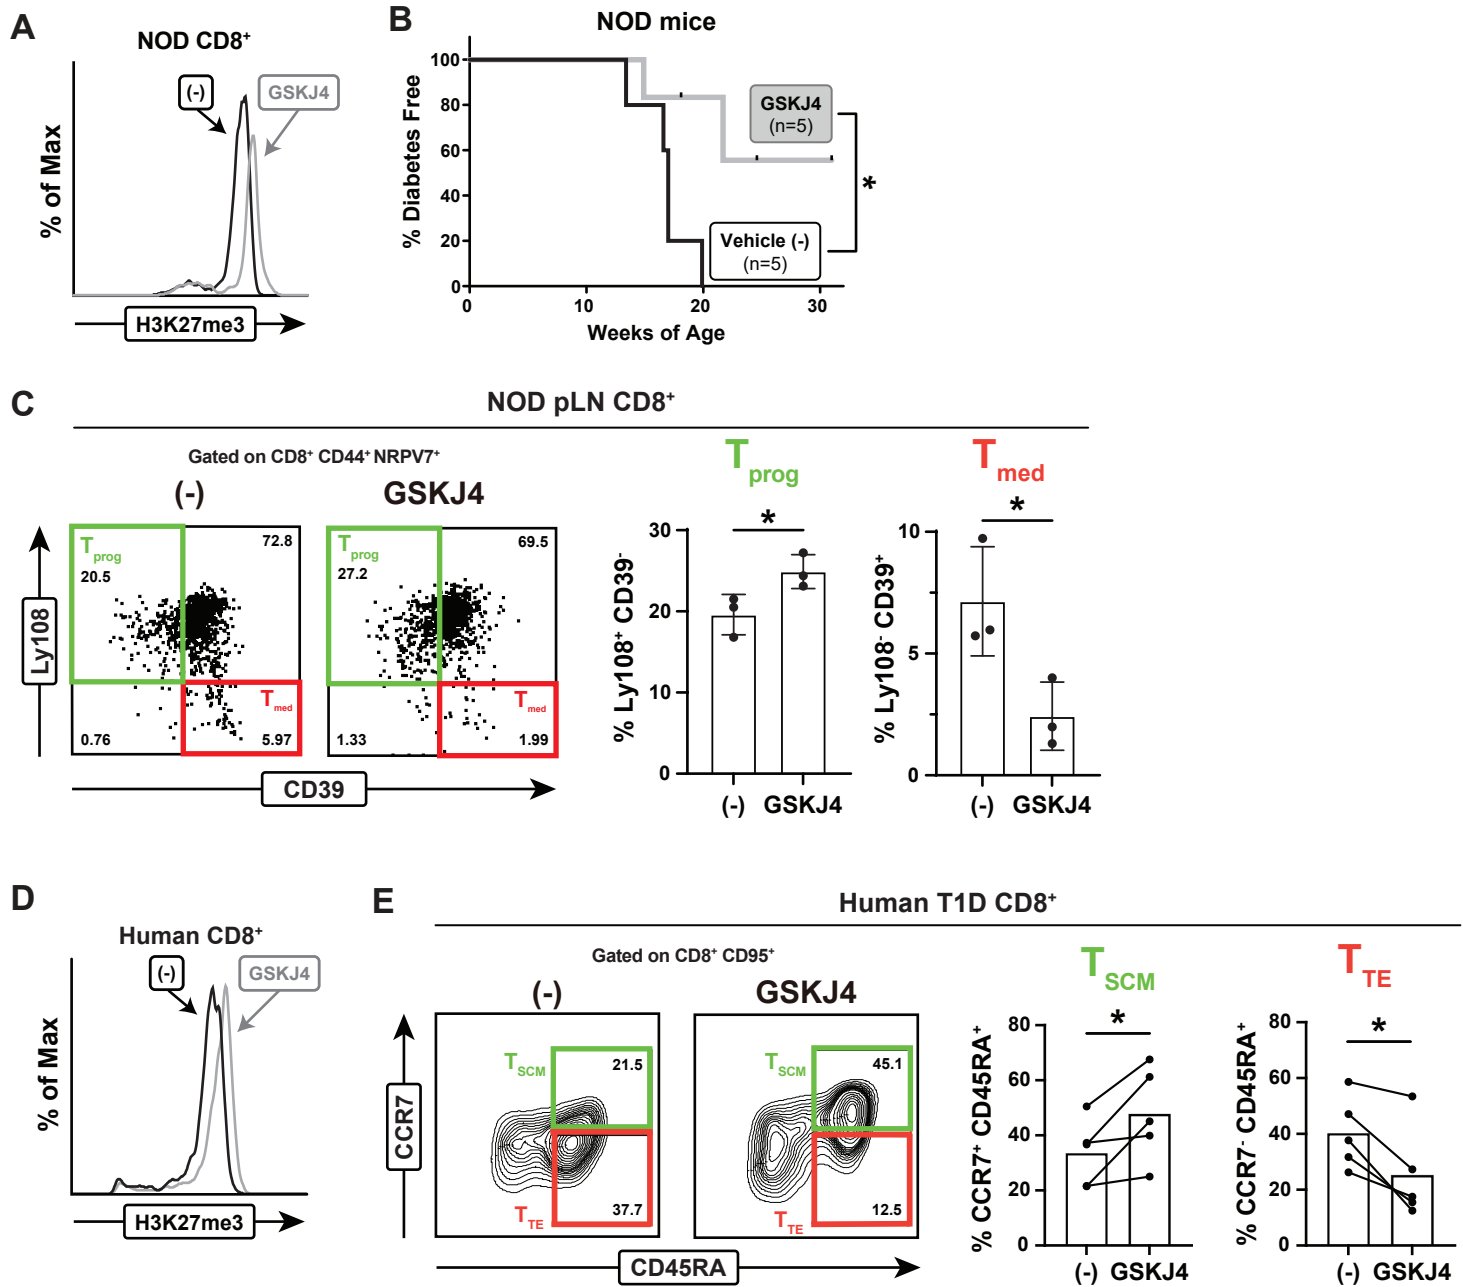 A
NOD CD8+
(-)
GSKJ4
% of Max
H3K27me3
B
NOD mice
% Diabetes Free
100
80
60
40
20
0
0
10
20
30
Weeks of Age
GSKJ4
(n=5)
Vehicle (-)
(n=5)
*
C
NOD pLN CD8+
Gated on CD8+ CD44+ NRPV7+
(-)
GSKJ4
Tprog
20.5
72.8
0.76
Tmed
5.97
Tprog
27.2
69.5
1.33
Tmed
1.99
Ly108
CD39
Tprog
*
% Ly108+ CD39-
30
20
10
0
(-)
GSKJ4
Tmed
*
% Ly108- CD39+
10
5
0
(-)
GSKJ4
D
Human CD8+
(-)
GSKJ4
% of Max
H3K27me3
E
Human T1D CD8+
Gated on CD8+ CD95+
(-)
GSKJ4
TSCM
21.5
TTE
37.7
TSCM
45.1
TTE
12.5
CCR7
CD45RA
TSCM
*
% CCR7+ CD45RA+
80
60
40
20
0
(-)
GSKJ4
TTE
*
% CCR7- CD45RA+
80
60
40
20
0
(-)
GSKJ4